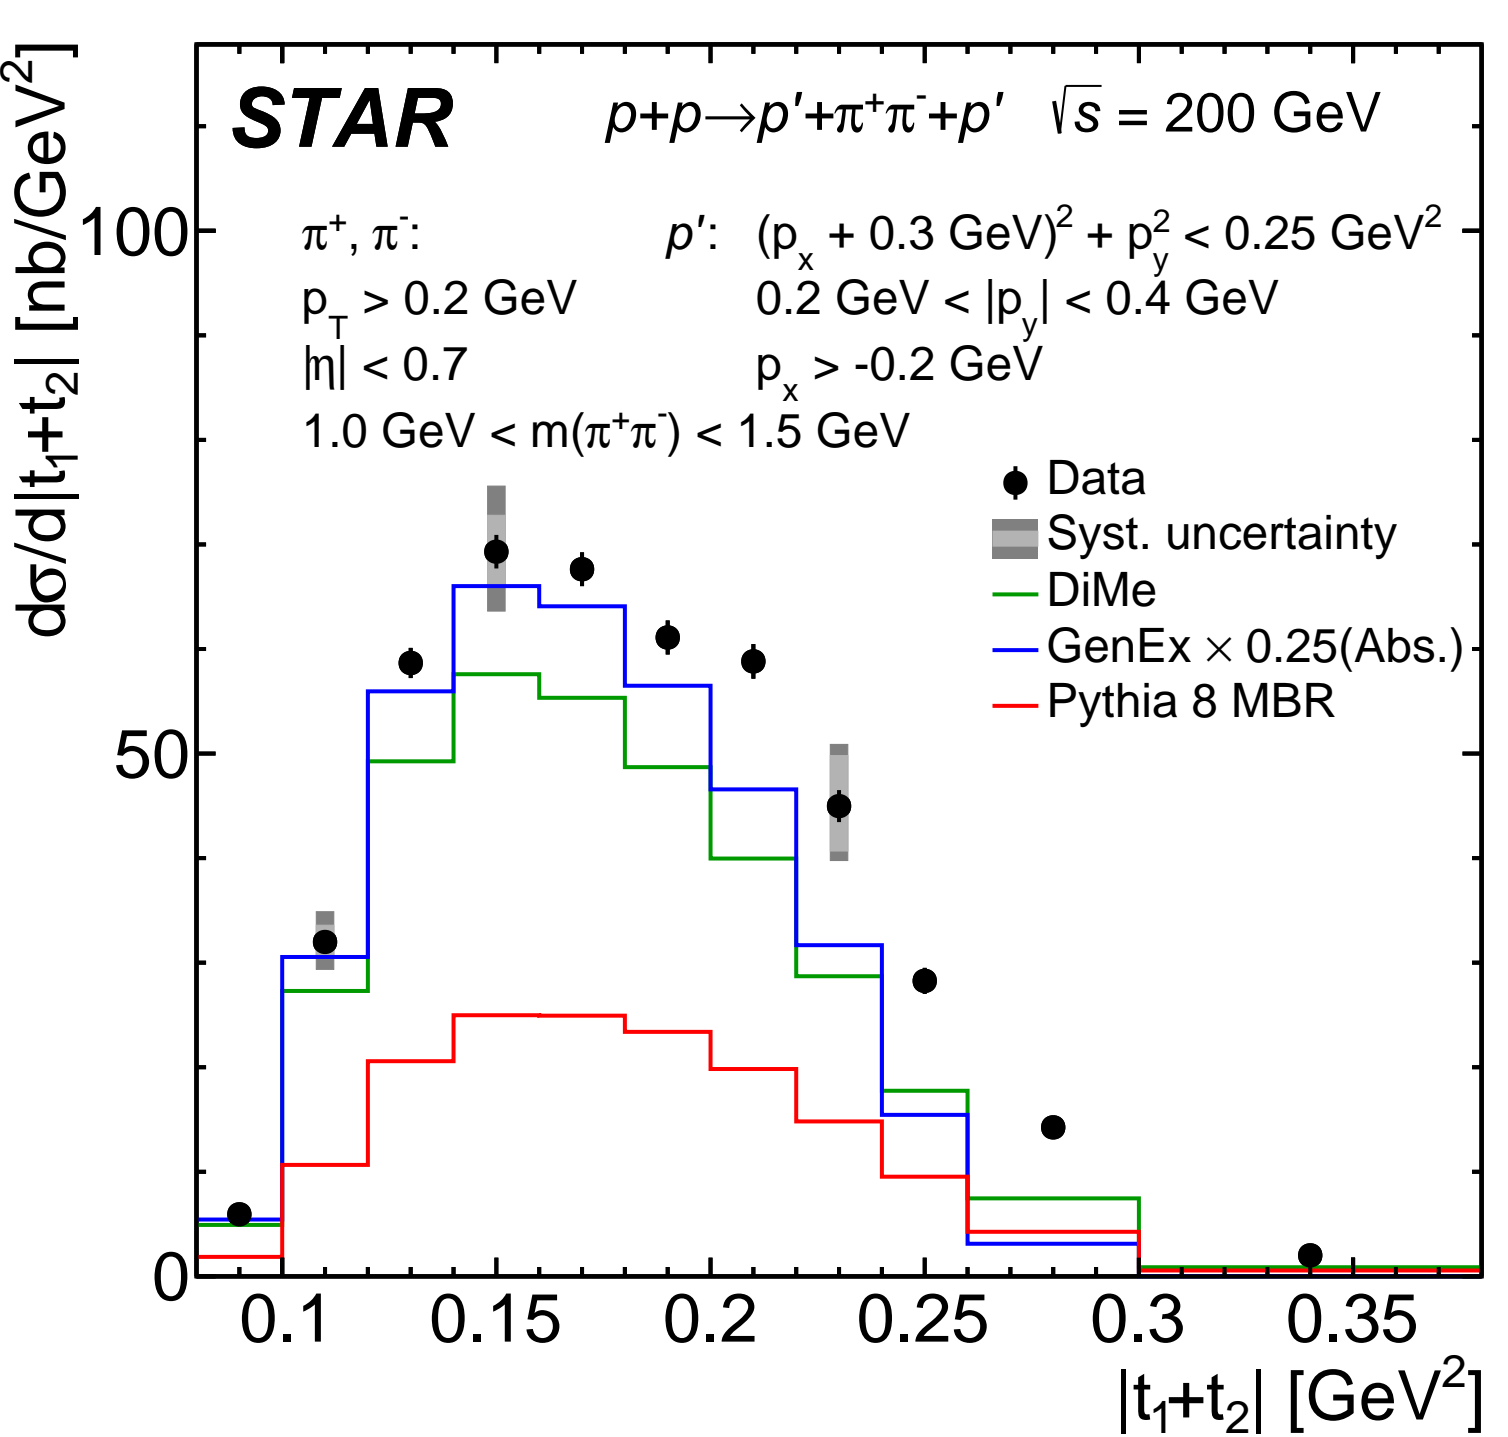 STAR p+p→p′+π⁺π⁻+p′ √s = 200 GeV
π⁺, π⁻: p′: (pₓ + 0.3 GeV)² + p_y² < 0.25 GeV²
p_T > 0.2 GeV 0.2 GeV < |p_y| < 0.4 GeV
|η| < 0.7 pₓ > -0.2 GeV
1.0 GeV < m(π⁺π⁻) < 1.5 GeV
Data
Syst. uncertainty
DiMe
GenEx × 0.25(Abs.)
Pythia 8 MBR
dσ/d|t₁+t₂| [nb/GeV²]
100
50
0
0.1 0.15 0.2 0.25 0.3 0.35
|t₁+t₂| [GeV²]